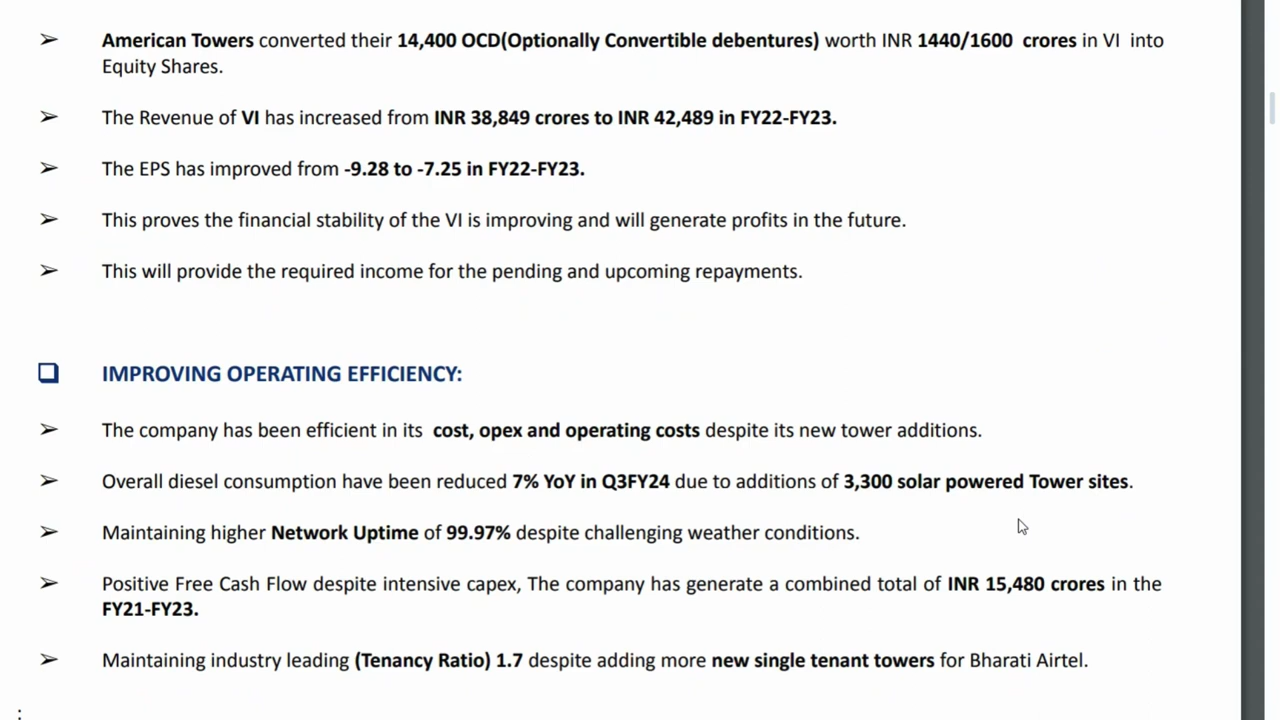 ➢ American Towers converted their 14,400 OCD(Optionally Convertible debentures) worth INR 1440/1600 crores in VI into
Equity Shares.
➢ The Revenue of VI has increased from INR 38,849 crores to INR 42,489 in FY22-FY23.
➢ The EPS has improved from -9.28 to -7.25 in FY22-FY23.
➢ This proves the financial stability of the VI is improving and will generate profits in the future.
➢ This will provide the required income for the pending and upcoming repayments.
❑ IMPROVING OPERATING EFFICIENCY:
➢ The company has been efficient in its cost, opex and operating costs despite its new tower additions.
➢ Overall diesel consumption have been reduced 7% YoY in Q3FY24 due to additions of 3,300 solar powered Tower sites.
➢ Maintaining higher Network Uptime of 99.97% despite challenging weather conditions.
➢ Positive Free Cash Flow despite intensive capex, The company has generate a combined total of INR 15,480 crores in the
FY21-FY23.
➢ Maintaining industry leading (Tenancy Ratio) 1.7 despite adding more new single tenant towers for Bharati Airtel.
: